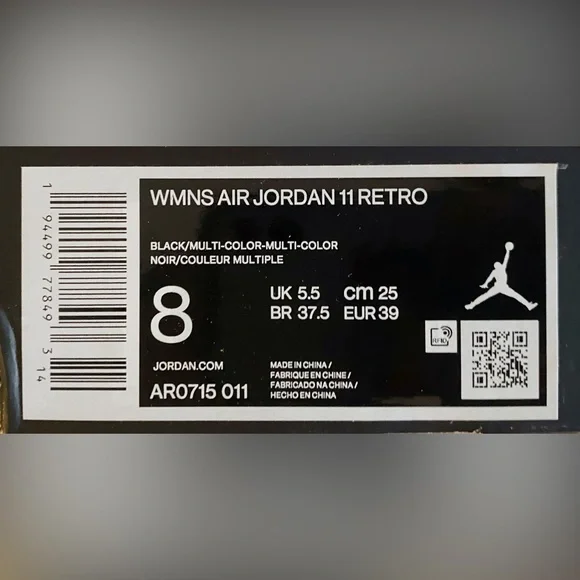 WMNS AIR JORDAN 11 RETRO
BLACK/MULTI-COLOR-MULTI-COLOR
NOIR/COULEUR MULTIPLE
8
UK 5.5 cm 25
BR 37.5 EUR 39
JORDAN.COM
AR0715 011
MADE IN CHINA /
FABRIQUE EN CHINE /
FABRICADO NA CHINA /
HECHO EN CHINA
RFID
1 94499 77849 3 14